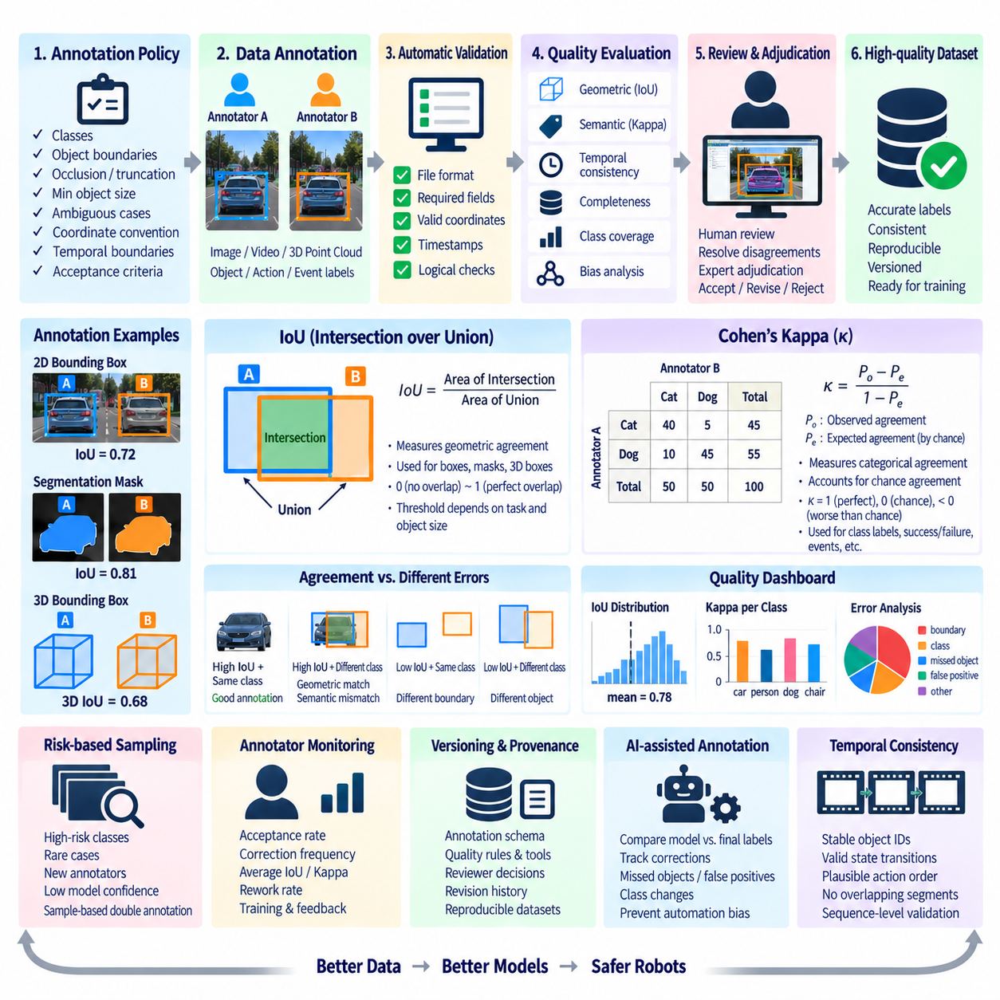 1. Annotation Policy
Classes
Object boundaries
Occlusion / truncation
Min object size
Ambiguous cases
Coordinate convention
Temporal boundaries
Acceptance criteria
2. Data Annotation
Annotator A
Annotator B
Image / Video / 3D Point Cloud
Object / Action / Event labels
3. Automatic Validation
File format
Required fields
Valid coordinates
Timestamps
Logical checks
4. Quality Evaluation
Geometric (IoU)
Semantic (Kappa)
Temporal
consistency
Completeness
Class coverage
Bias analysis
5. Review & Adjudication
Human review
Resolve disagreements
Expert adjudication
Accept / Revise / Reject
6. High-quality Dataset
Accurate labels
Consistent
Reproducible
Versioned
Ready for training
Annotation Examples
2D Bounding Box
A B
IoU = 0.72
Segmentation Mask
A B
IoU = 0.81
3D Bounding Box
A B
3D IoU = 0.68
IoU (Intersection over Union)
A
B
Intersection
Union
IoU = Area of Intersection
Area of Union
• Measures geometric agreement
• Used for boxes, masks, 3D boxes
• 0 (no overlap) ~ 1 (perfect overlap)
• Threshold depends on task and
object size
Cohen's Kappa (κ)
Annotator B
Annotator A
Cat Dog Total
Cat 40 5 45
Dog 10 45 55
Total 50 50 100
κ = Po − Pe
1 − Pe
Po : Observed agreement
Pe : Expected agreement (by chance)
• Measures categorical agreement
• Accounts for chance agreement
• κ = 1 (perfect), 0 (chance), < 0
(worse than chance)
• Used for class labels, success/failure,
events, etc.
Agreement vs. Different Errors
High IoU +
Same class
Good annotation
High IoU + Different class
Geometric match
Semantic mismatch
Low IoU + Same class
Different boundary
Low IoU + Different class
Different object
Quality Dashboard
IoU Distribution
mean = 0.78
Kappa per Class
1.0
0.5
0
car person dog chair
Error Analysis
boundary
class
missed object
false positive
other
Risk-based Sampling
High-risk classes
Rare cases
New annotators
Low model confidence
Sample-based double annotation
Annotator Monitoring
Acceptance rate
Correction frequency
Average IoU / Kappa
Rework rate
Training & feedback
Versioning & Provenance
Annotation schema
Quality rules & tools
Reviewer decisions
Revision history
Reproducible datasets
AI-assisted Annotation
Compare model vs. final labels
Track corrections
Missed objects / false positives
Class changes
Prevent automation bias
Temporal Consistency
Stable object IDs
Valid state transitions
Plausible action order
No overlapping segments
Sequence-level validation
Better Data → Better Models → Safer Robots